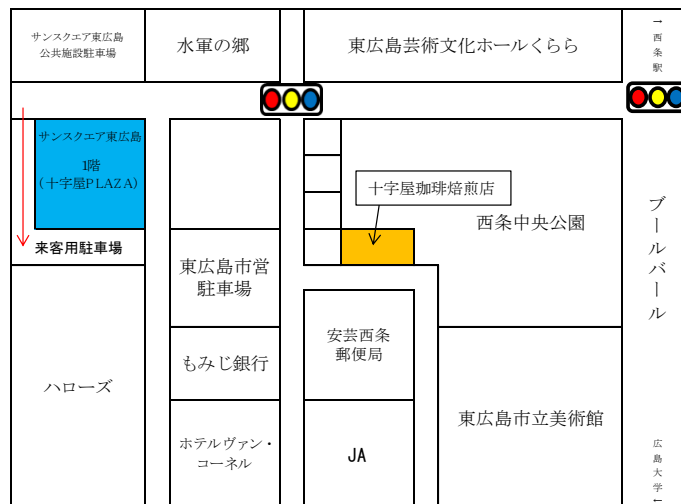 サンスクエア東広島
公共施設駐車場
水軍の郷
東広島芸術文化ホールくらら
→西条駅
サンスクエア東広島
1階
（十字屋PLAZA）
来客用駐車場
十字屋珈琲焙煎店
西条中央公園
ブールバール
東広島市営
駐車場
安芸西条
郵便局
もみじ銀行
ハローズ
東広島市立美術館
ホテルヴァン・
コーネル
JA
広島大学←